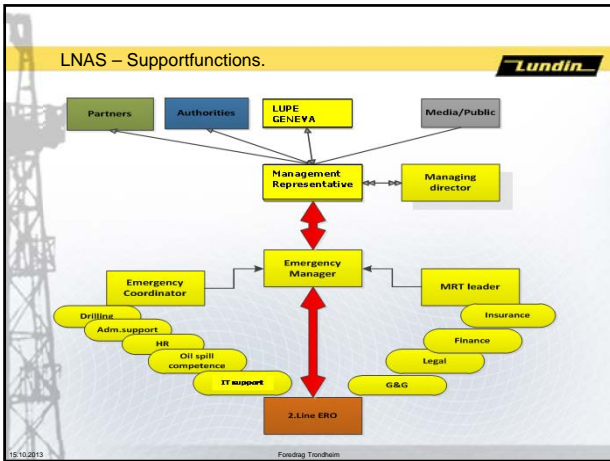 LNAS – Supportfunctions.
Lundin
Partners
Authorities
LUPE
GENEVA
Media/Public
Management
Representative
Managing
director
Emergency
Manager
Emergency
Coordinator
MRT leader
Drilling
Adm.support
HR
Oil spill
competence
IT support
Insurance
Finance
Legal
G&G
2.Line ERO
15.10.2013
Foredrag Trondheim